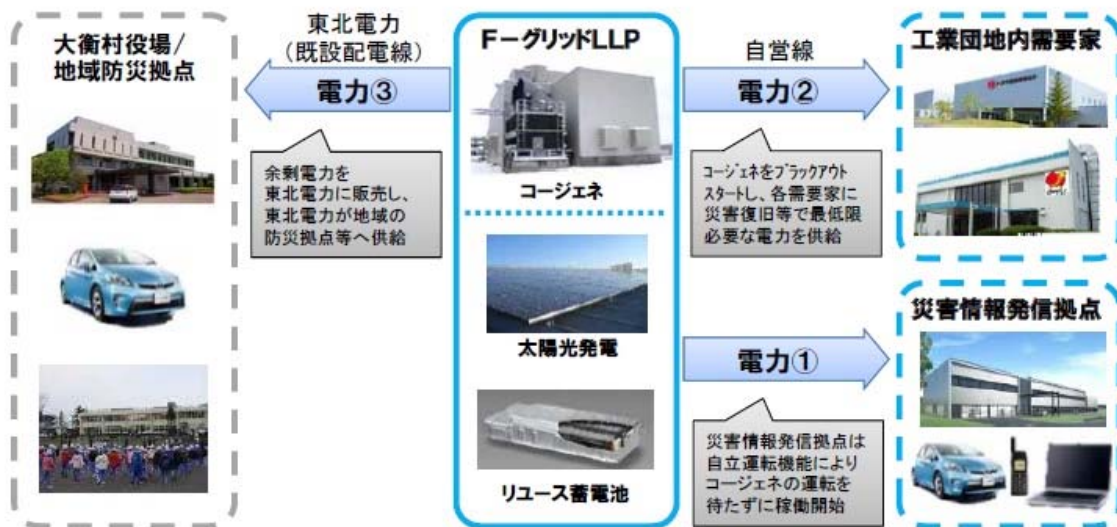 大衡村役場/
地域防災拠点
東北電力
（既設配電線）
電力③
余剰電力を
東北電力に販売し、
東北電力が地域の
防災拠点等へ供給
F－グリッドLLP
コージェネ
太陽光発電
リユース蓄電池
自営線
電力②
コージェネをブラックアウト
スタートし、各需要家に
災害復旧等で最低限
必要な電力を供給
電力①
災害情報発信拠点は
自立運転機能により
コージェネの運転を
待たずに稼働開始
工業団地内需要家
災害情報発信拠点